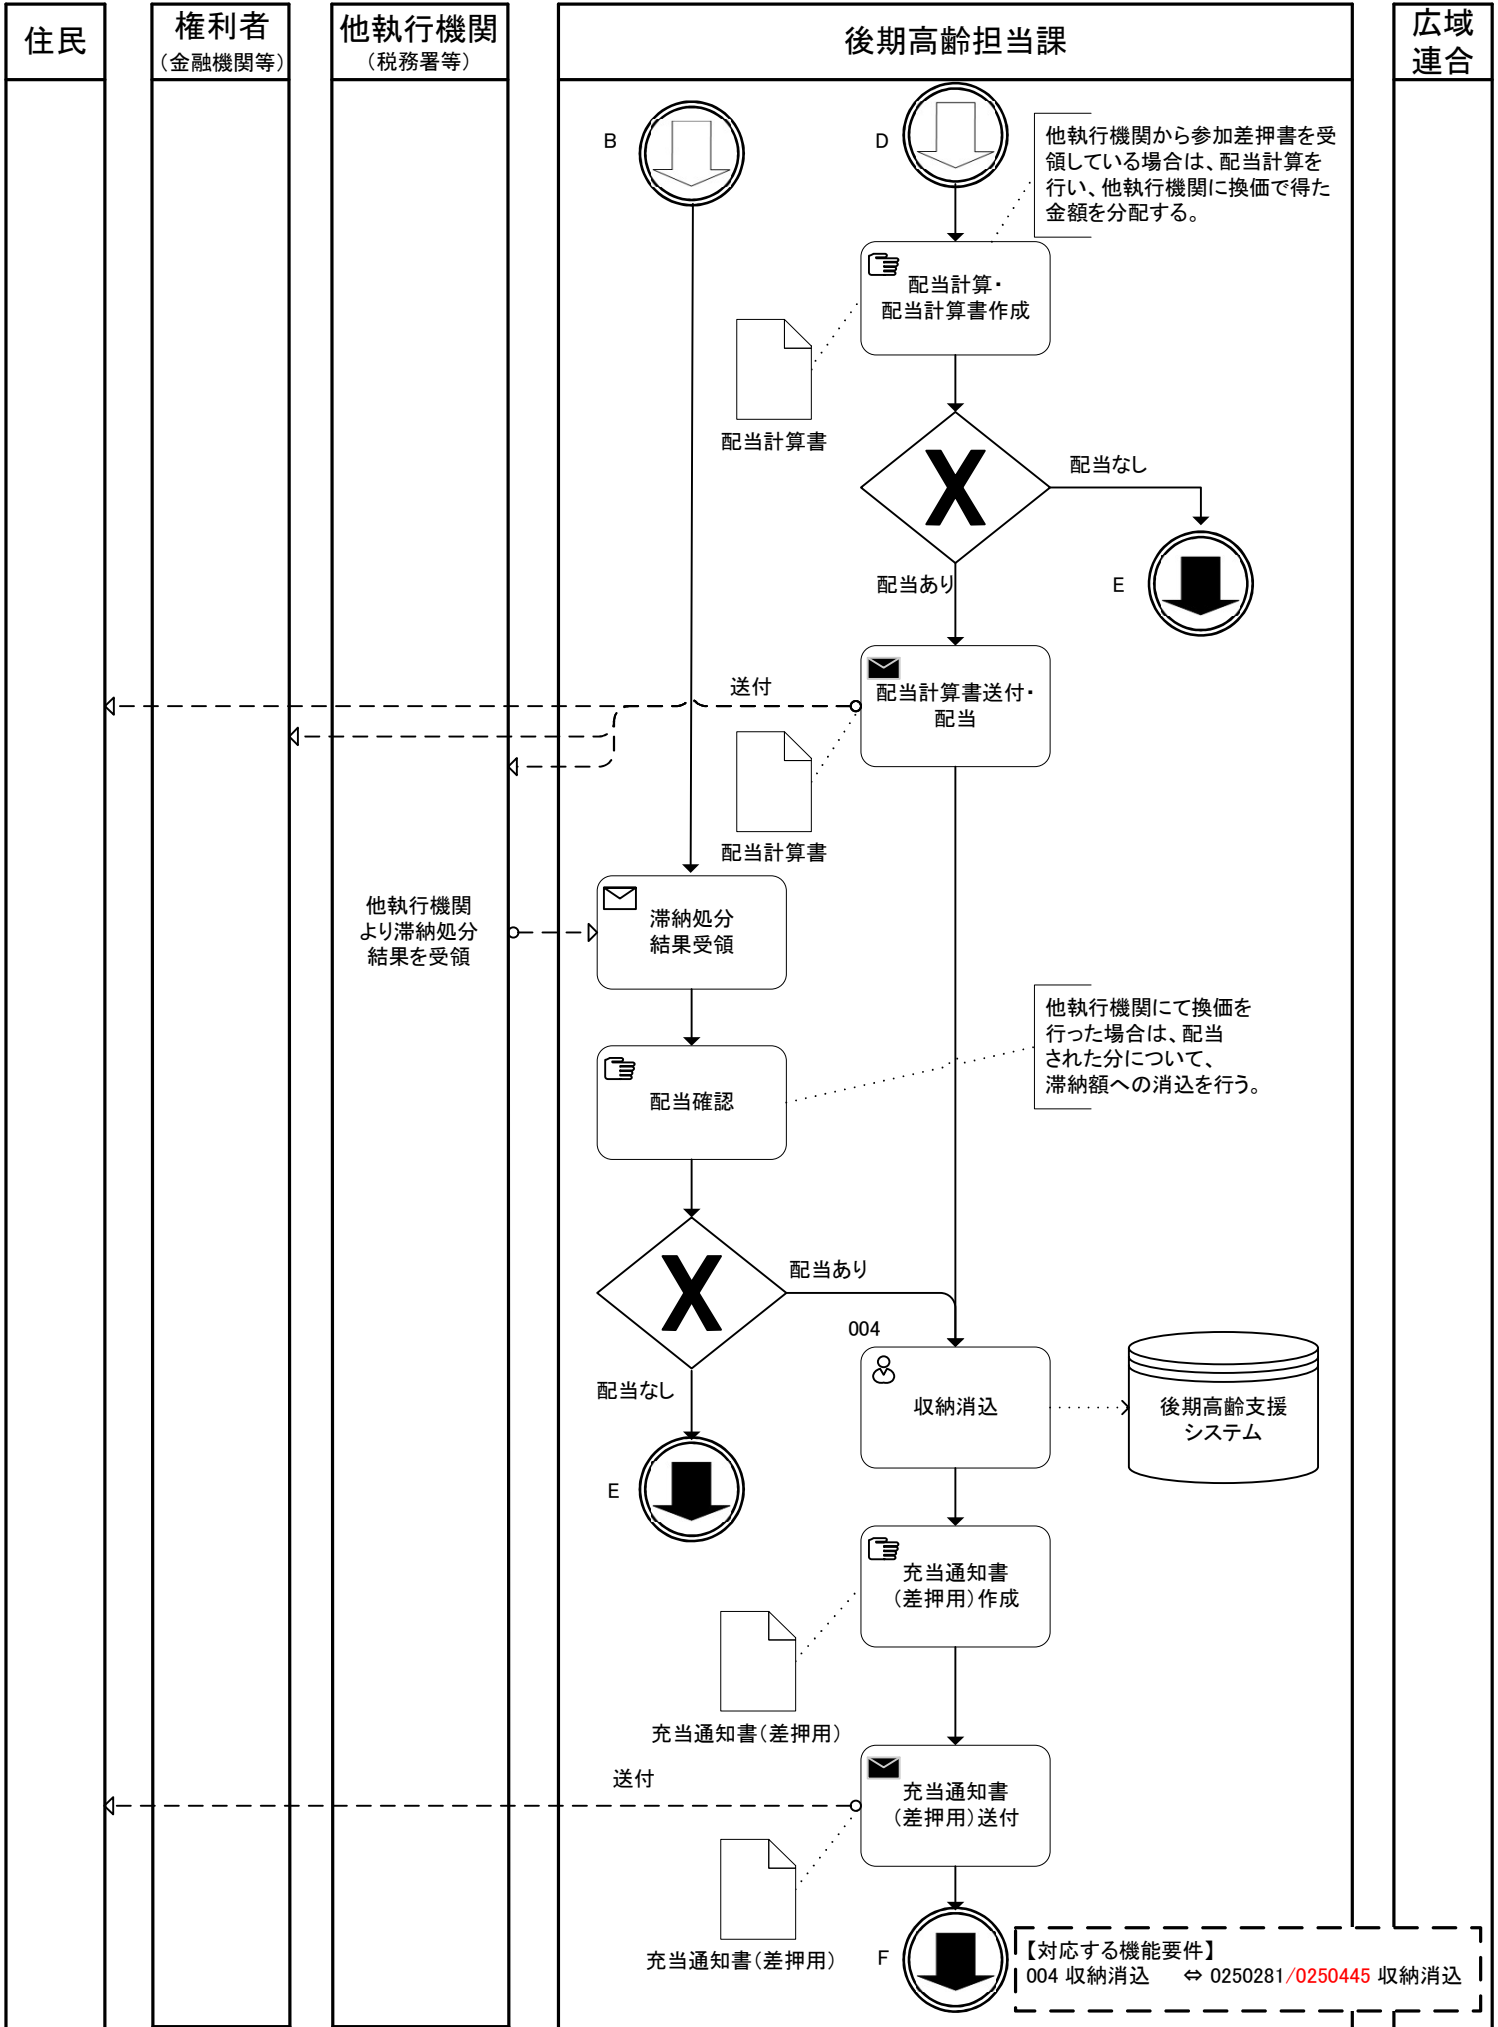 住民
権利者
（金融機関等）
他執行機関
（税務署等）
後期高齢担当課
広域
連合
B
D
他執行機関から参加差押書を受
領している場合は、配当計算を
行い、他執行機関に換価で得た
金額を分配する。
配当計算・
配当計算書作成
配当計算書
配当なし
配当あり
E
送付
配当計算書送付・
配当
配当計算書
他執行機関
より滞納処分
結果を受領
滞納処分
結果受領
他執行機関にて換価を
行った場合は、配当
された分について、
滞納額への消込を行う。
配当確認
配当あり
004
配当なし
収納消込
後期高齢支援
システム
E
充当通知書
（差押用）作成
充当通知書（差押用）
送付
充当通知書
（差押用）送付
充当通知書（差押用）
F
【対応する機能要件】
004 収納消込 ⇔ 0250281/0250445 収納消込